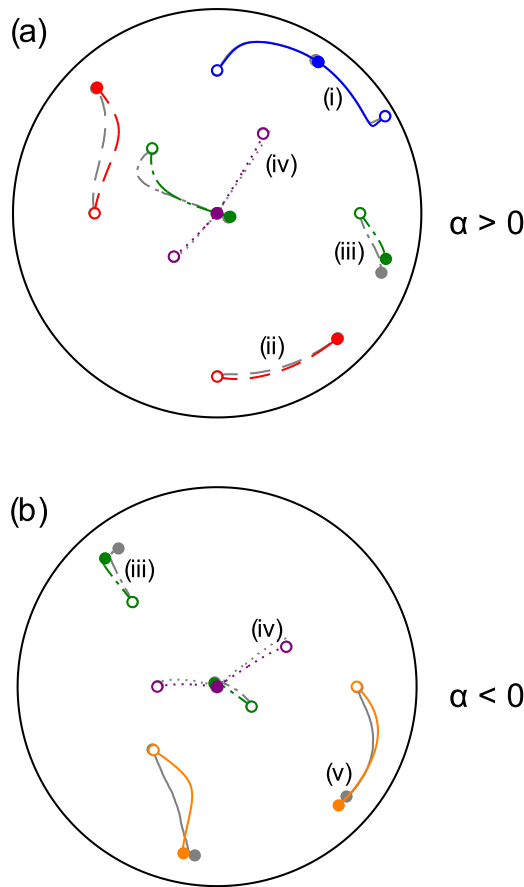 (a)
(i)
(iv)
α > 0
(iii)
(ii)
(b)
(iii)
(iv)
α < 0
(v)